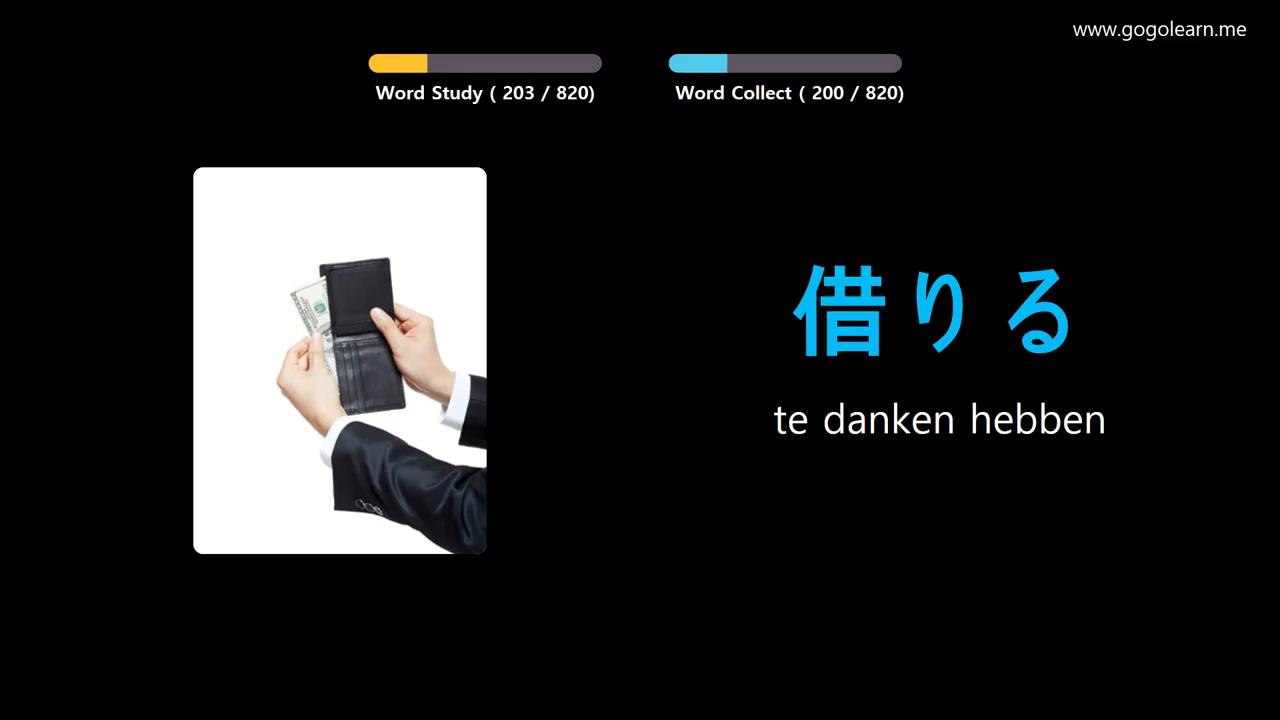 www.gogolearn.me
Word Study ( 203 / 820)
Word Collect ( 200 / 820)
借りる
te danken hebben